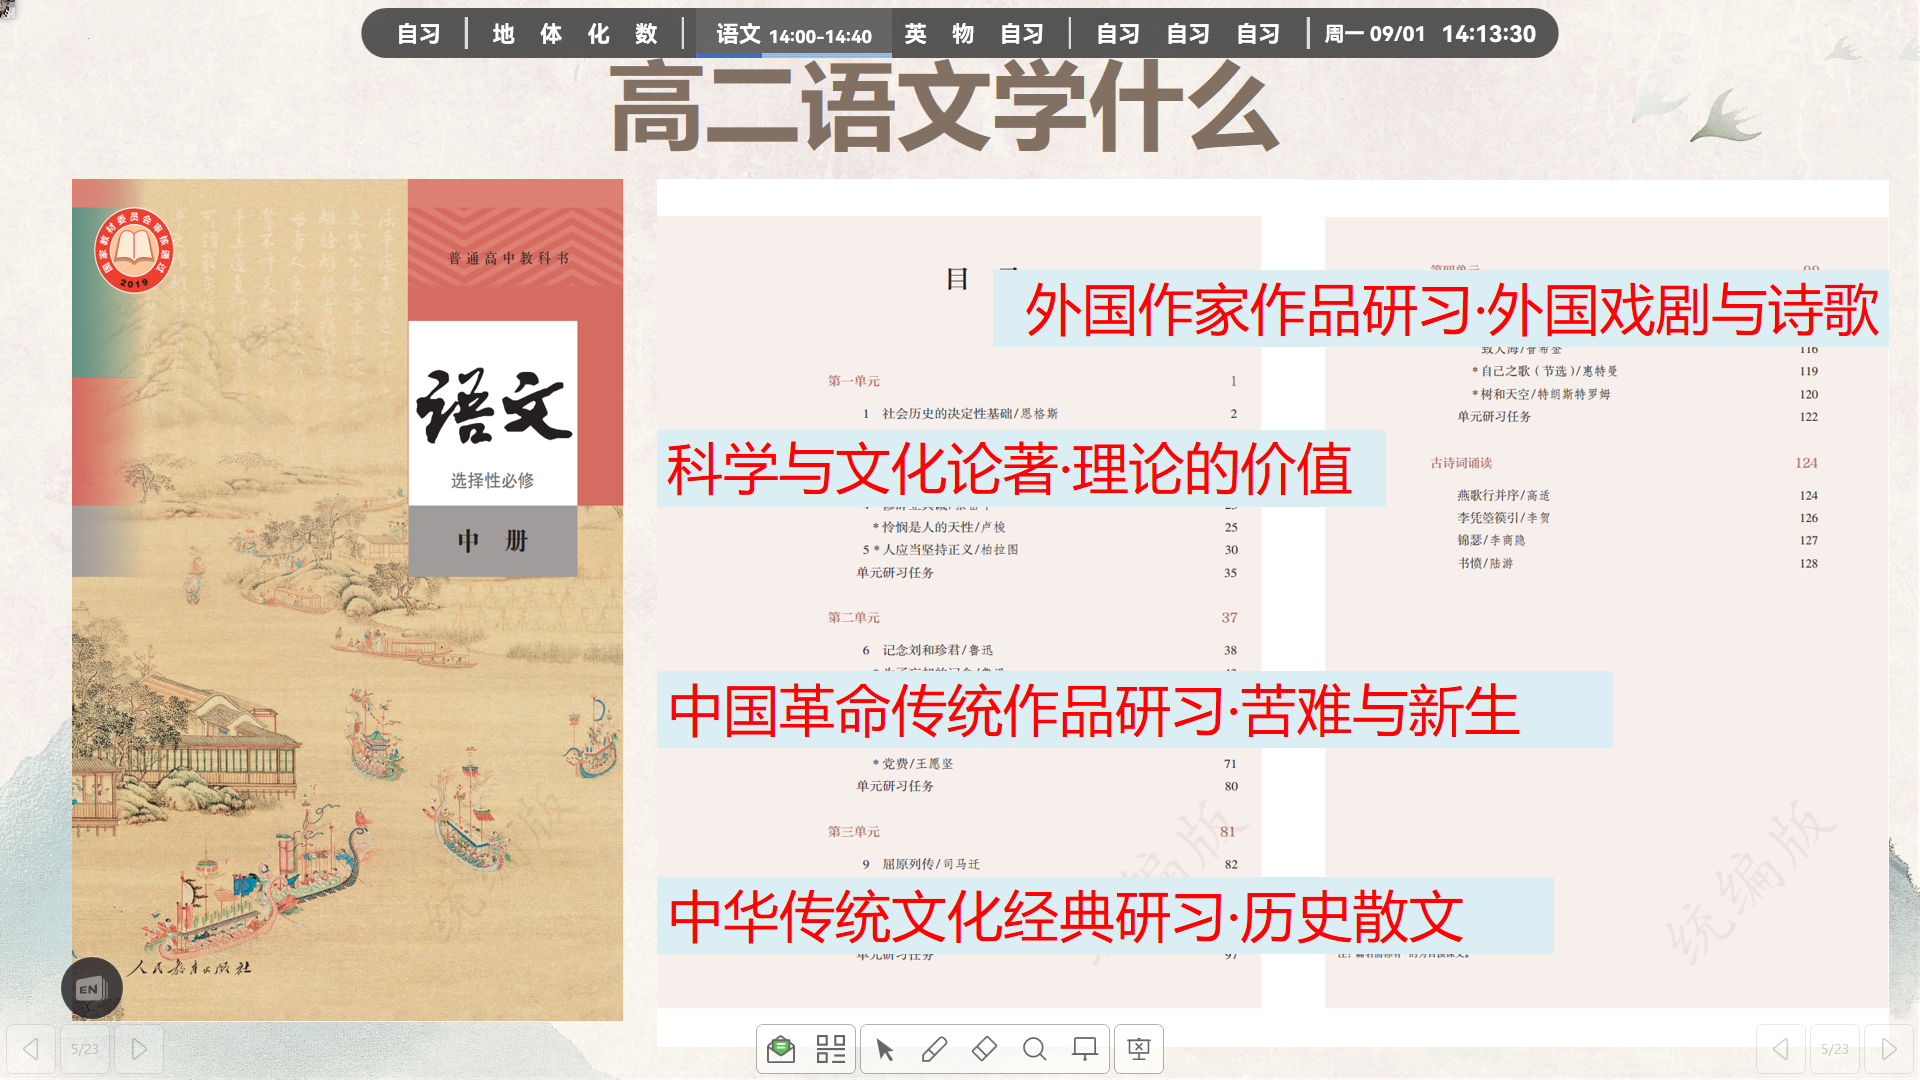 自习 | 地 体 化 数 | 语文 14:00-14:40 英 物 自习 | 自习 自习 自习 | 周一 09/01 14:13:30
高二语文学什么
国家教材委员会审核通过
2019
普通高中教科书
语文
选择性必修
中 册
人民教育出版社
EN
目
第一单元 1
1 社会历史的决定性基础/恩格斯 2
科学与文化论著·理论的价值
*怜悯是人的天性/卢梭 25
5 *人应当坚持正义/柏拉图 30
单元研习任务 35
第二单元 37
6 记念刘和珍君/鲁迅 38
中国革命传统作品研习·苦难与新生
*党费/王愿坚 71
单元研习任务 80
第三单元 81
9 屈原列传/司马迁 82
中华传统文化经典研习·历史散文
单元研习任务 97
外国作家作品研习·外国戏剧与诗歌
致大海/普希金 116
*自己之歌(节选)/惠特曼 119
*树和天空/特朗斯特罗姆 120
单元研习任务 122
古诗词诵读 124
燕歌行并序/高适 124
李凭箜篌引/李贺 126
锦瑟/李商隐 127
书愤/陆游 128
统编版
统编版
5/23
5/23